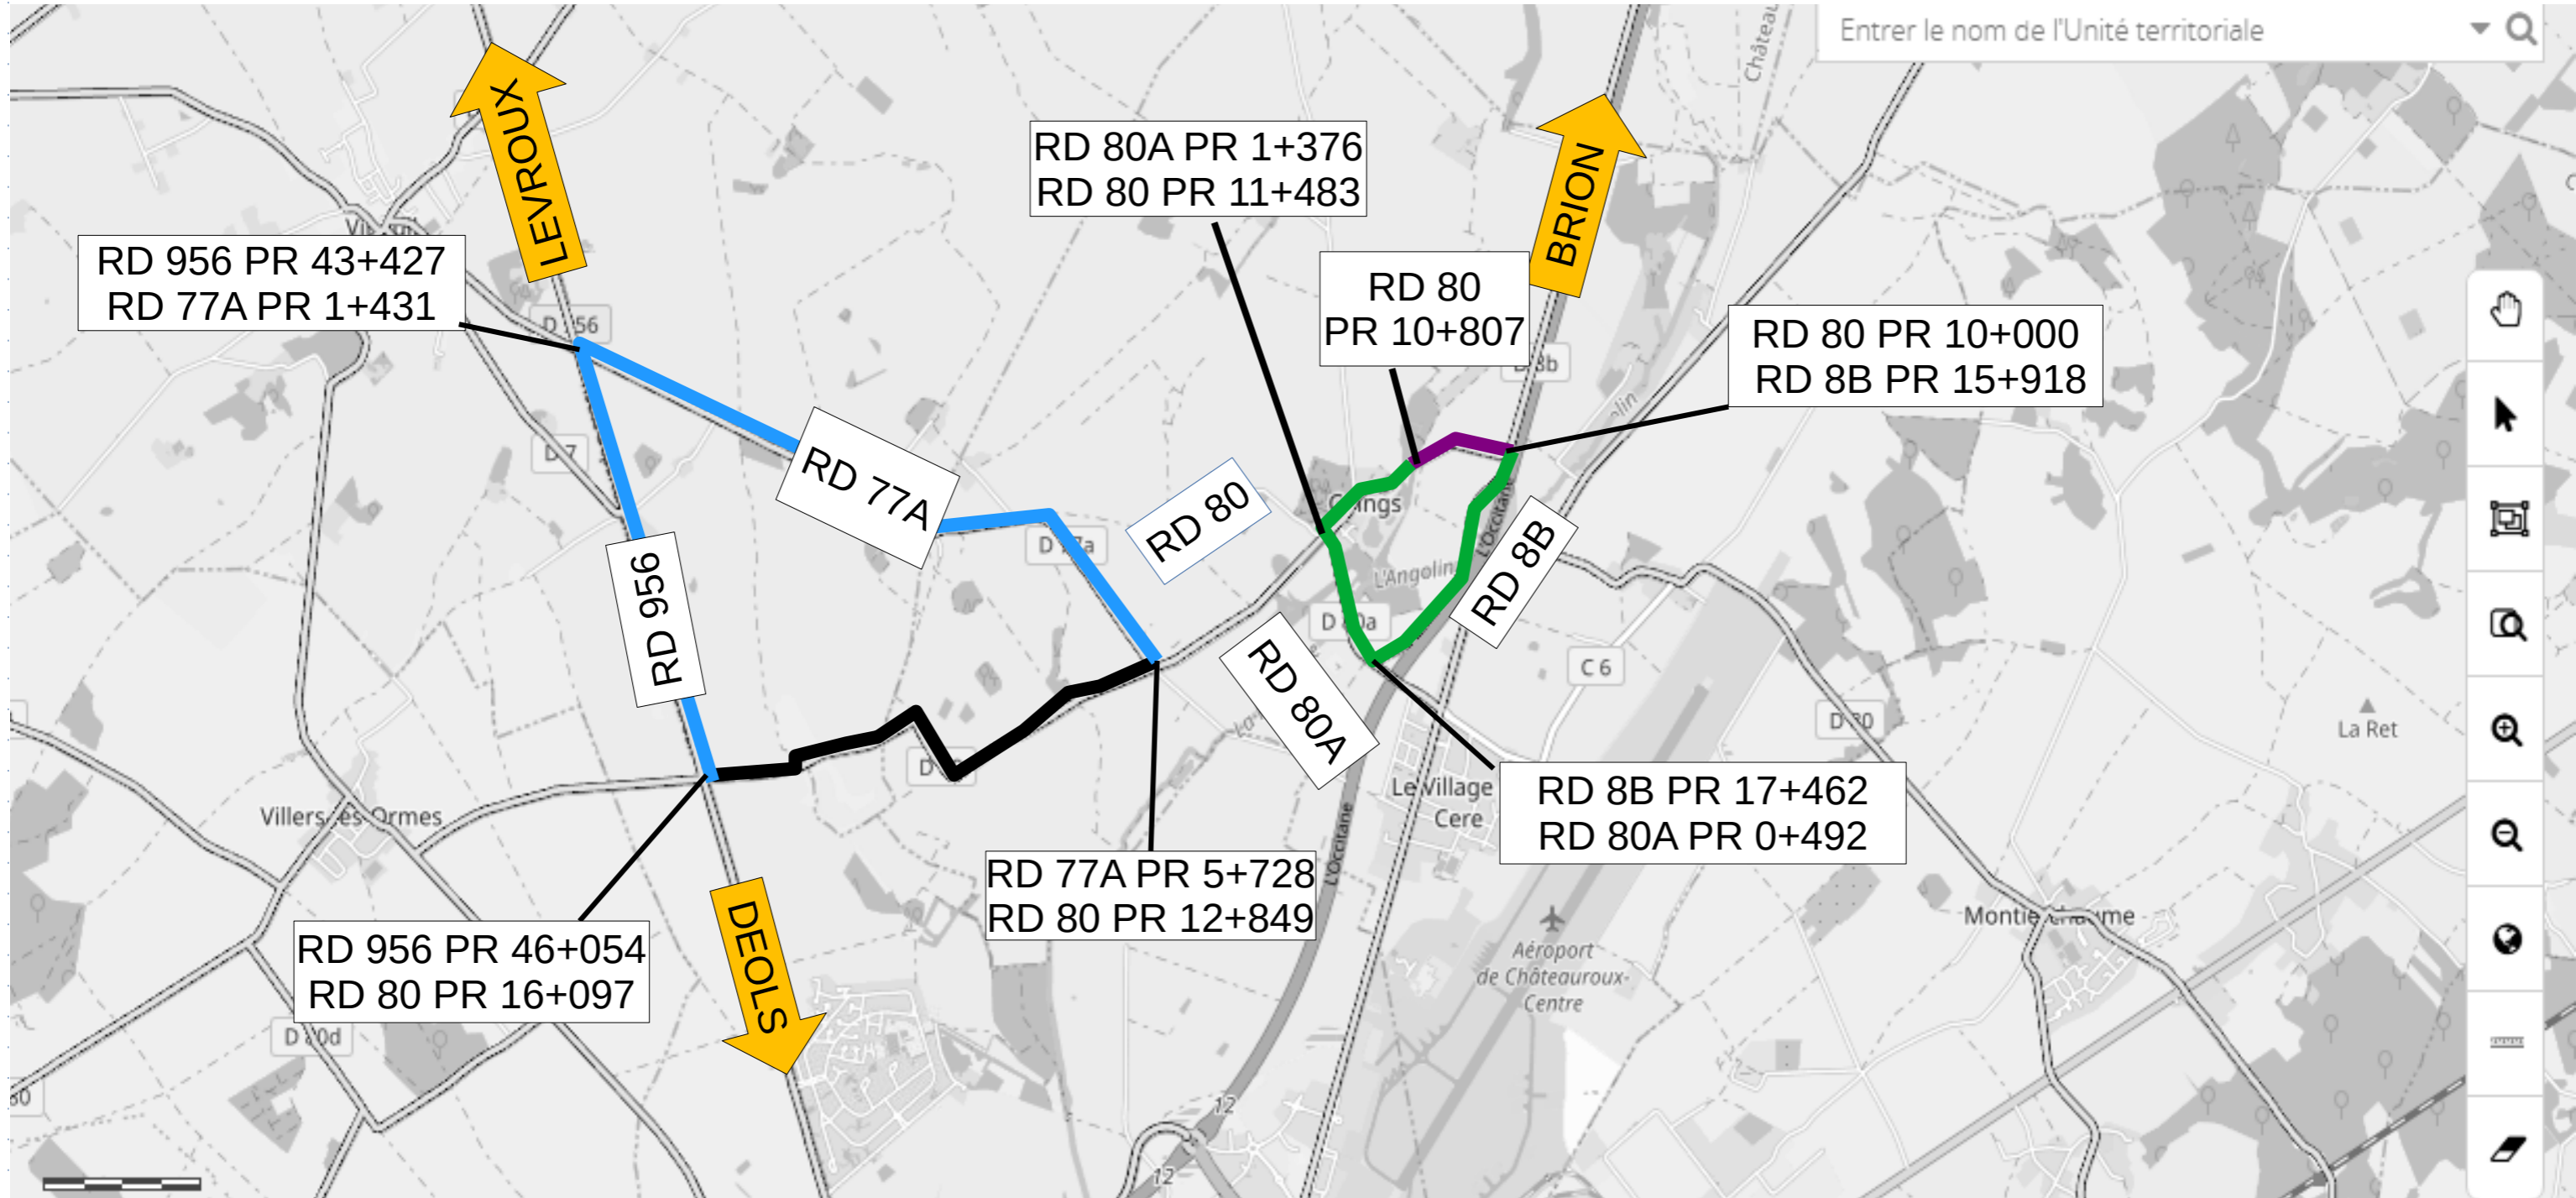 Entrer le nom de l'Unité territoriale
LEVROUX
BRION
RD 80A PR 1+376
RD 80 PR 11+483
RD 956 PR 43+427
RD 77A PR 1+431
RD 80
PR 10+807
RD 80 PR 10+000
RD 8B PR 15+918
D 7
RD 77A
RD 80
L'Occitane
L'Angolin
RD 8B
RD 956
C 6
RD 80A
La Ret
Le Village
Cere
RD 8B PR 17+462
RD 80A PR 0+492
Villers-les-Ormes
L'Occitane
RD 77A PR 5+728
RD 80 PR 12+849
DEOLS
RD 956 PR 46+054
RD 80 PR 16+097
Aéroport
de Châteauroux-
Centre
12
12